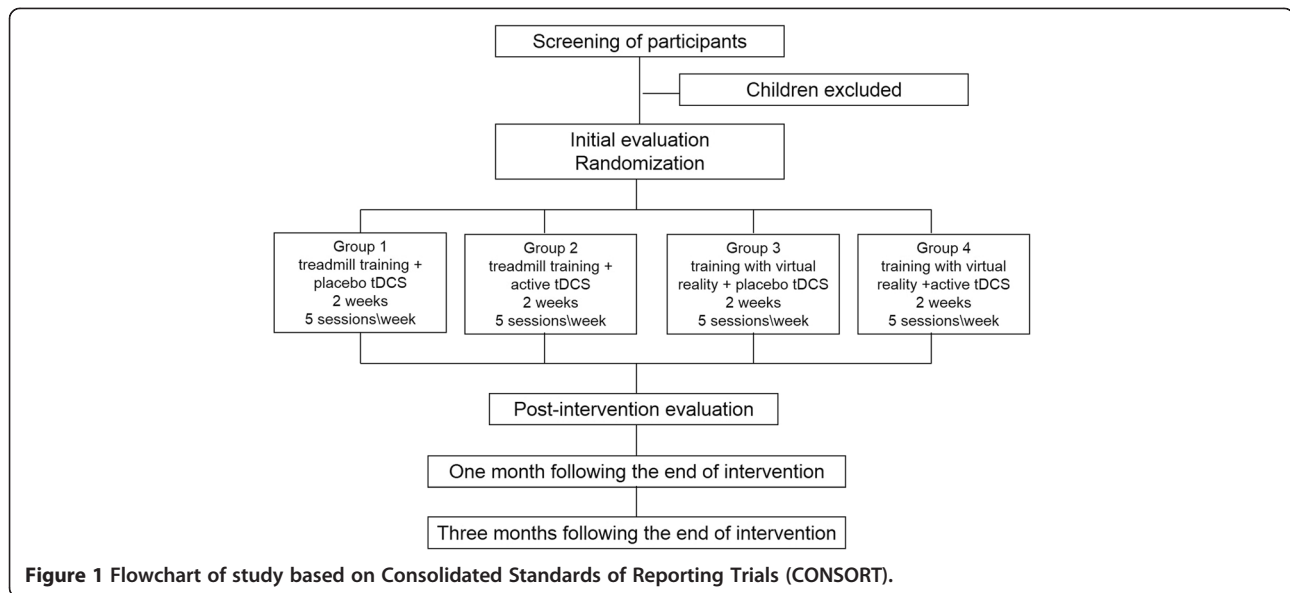 Screening of participants
Children excluded
Initial evaluation
Randomization
Group 1
treadmill training +
placebo tDCS
2 weeks
5 sessions\week
Group 2
treadmill training +
active tDCS
2 weeks
5 sessions\week
Group 3
training with virtual
reality + placebo tDCS
2 weeks
5 sessions\week
Group 4
training with virtual
reality +active tDCS
2 weeks
5 sessions\week
Post-intervention evaluation
One month following the end of intervention
Three months following the end of intervention
Figure 1 Flowchart of study based on Consolidated Standards of Reporting Trials (CONSORT).